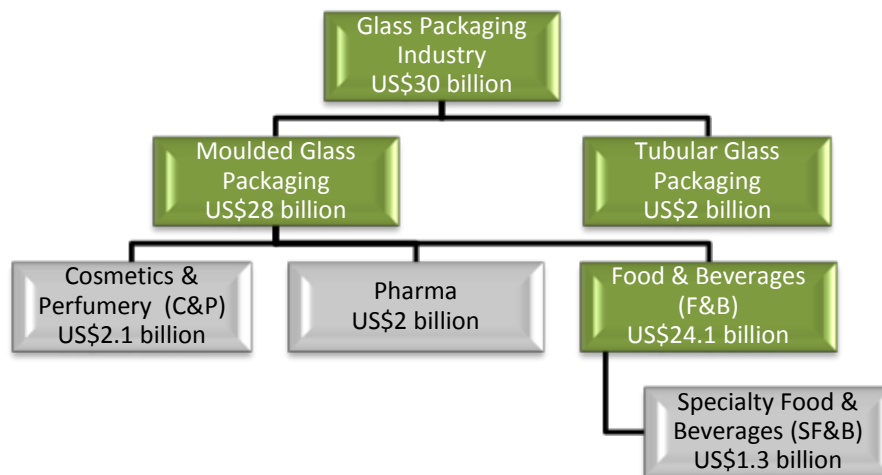 Glass Packaging
Industry
US$30 billion
Moulded Glass
Packaging
US$28 billion
Tubular Glass
Packaging
US$2 billion
Cosmetics &
Perfumery (C&P)
US$2.1 billion
Pharma
US$2 billion
Food & Beverages
(F&B)
US$24.1 billion
Specialty Food &
Beverages (SF&B)
US$1.3 billion